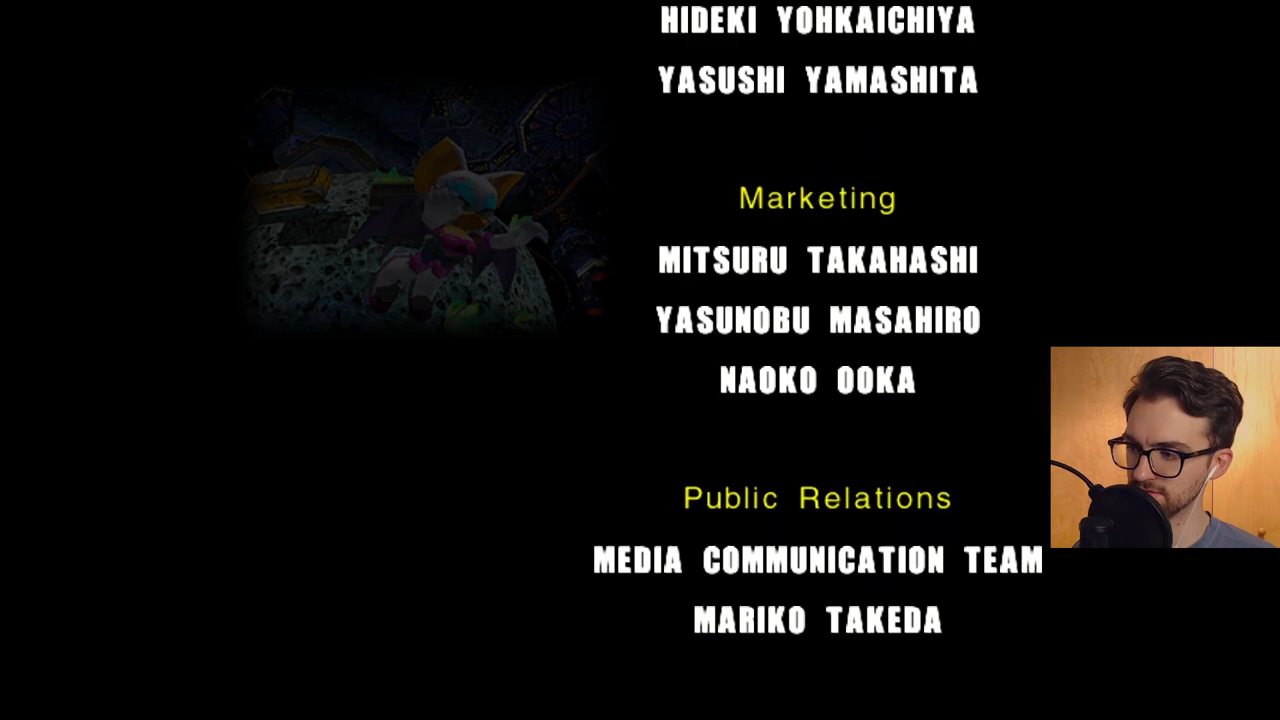 HIDEKI YOHKAICHIYA
YASUSHI YAMASHITA
Marketing
MITSURU TAKAHASHI
YASUNOBU MASAHIRO
NAOKO OOKA
Public Relations
MEDIA COMMUNICATION TEAM
MARIKO TAKEDA